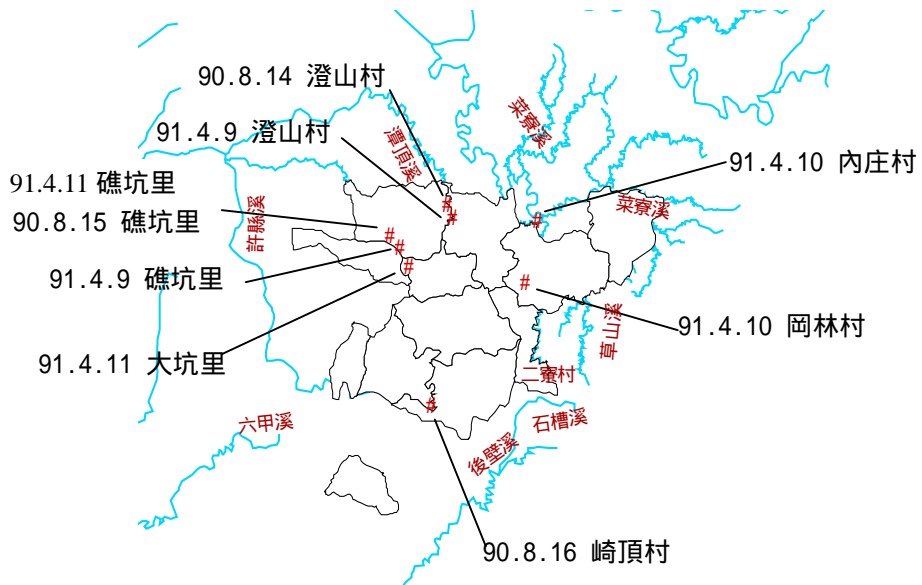 90.8.14 澄山村
91.4.9 澄山村
91.4.11 礁坑里
90.8.15 礁坑里
91.4.9 礁坑里
91.4.11 大坑里
潭頂溪
許縣溪
菜寮溪
91.4.10 內庄村
菜寮溪
草山溪
91.4.10 岡林村
二寮村
石槽溪
後壁溪
六甲溪
90.8.16 崎頂村
#
#
#
#
#
#
#
#